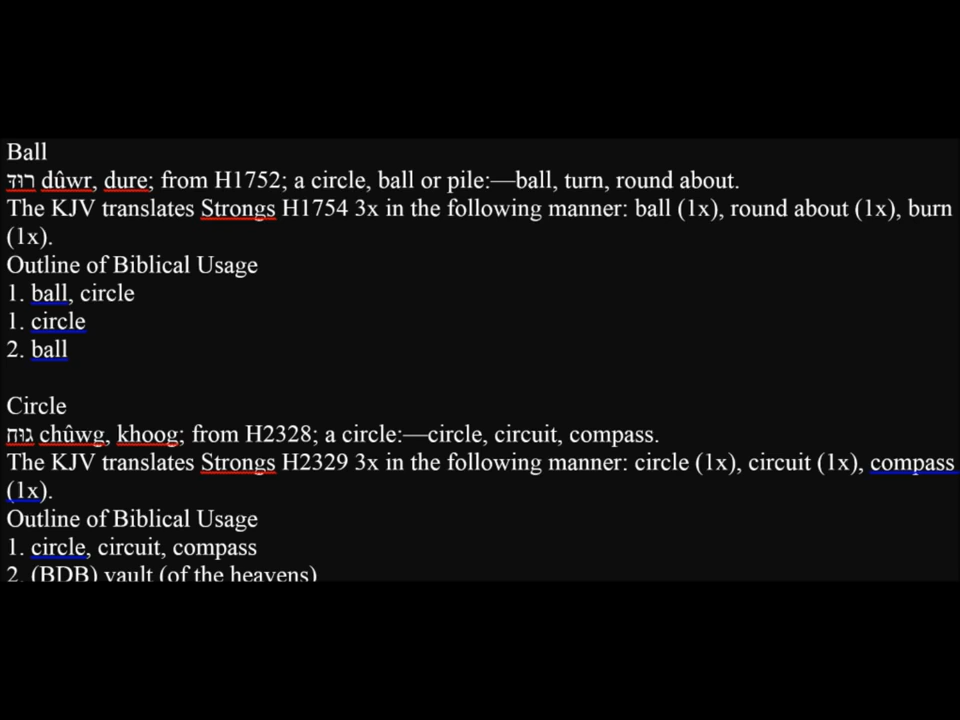 Ball
רוּד dûwr, dure; from H1752; a circle, ball or pile:—ball, turn, round about.
The KJV translates Strongs H1754 3x in the following manner: ball (1x), round about (1x), burn
(1x).
Outline of Biblical Usage
1. ball, circle
1. circle
2. ball
Circle
גוּח chûwg, khoog; from H2328; a circle:—circle, circuit, compass.
The KJV translates Strongs H2329 3x in the following manner: circle (1x), circuit (1x), compass
(1x).
Outline of Biblical Usage
1. circle, circuit, compass
2. (BDB) vault (of the heavens)